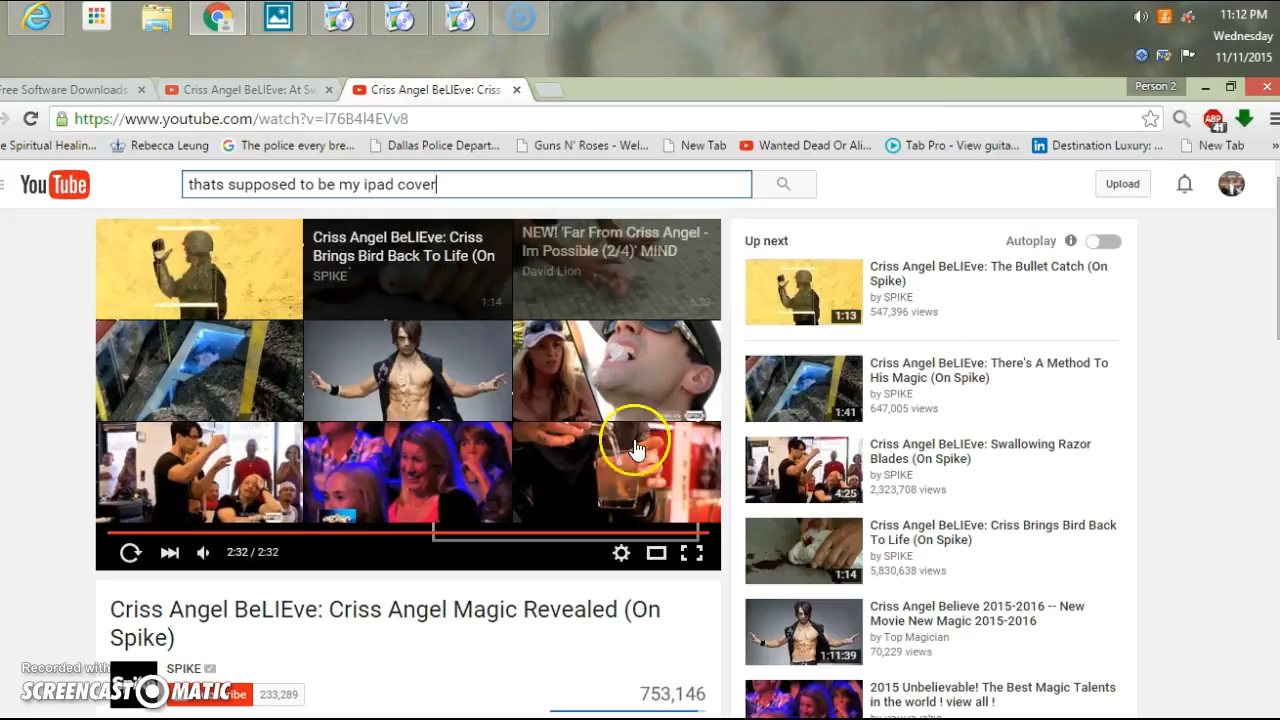 11:12 PM
Wednesday
11/11/2015
Free Software Downloads
Criss Angel BeLIEve: At Sw
Criss Angel BeLIEve: Criss
Person 2
https://www.youtube.com/watch?v=l76B4l4EVv8
ABP
41
e Spiritual Healin...
Rebecca Leung
The police every bre...
Dallas Police Depart...
Guns N' Roses - Wel...
New Tab
Wanted Dead Or Ali...
Tab Pro - View guita...
Destination Luxury: ...
New Tab
YouTube
thats supposed to be my ipad cover
Upload
Criss Angel BeLIEve: Criss
Brings Bird Back To Life (On
SPIKE
1:14
NEW! 'Far From Criss Angel -
Im Possible (2/4)' MIND
David Lion
2:32 / 2:32
Up next
Autoplay
Criss Angel BeLIEve: The Bullet Catch (On
Spike)
by SPIKE
547,396 views
1:13
Criss Angel BeLIEve: There's A Method To
His Magic (On Spike)
by SPIKE
647,005 views
1:41
Criss Angel BeLIEve: Swallowing Razor
Blades (On Spike)
by SPIKE
2,323,708 views
4:25
Criss Angel BeLIEve: Criss Brings Bird Back
To Life (On Spike)
by SPIKE
5,830,638 views
1:14
Criss Angel Believe 2015-2016 -- New
Movie New Magic 2015-2016
by Top Magician
70,229 views
1:11:39
2015 Unbelievable! The Best Magic Talents
in the world ! view all !
Criss Angel BeLIEve: Criss Angel Magic Revealed (On
Spike)
SPIKE
233,289
753,146
Recorded with
SCREENCAST MATIC